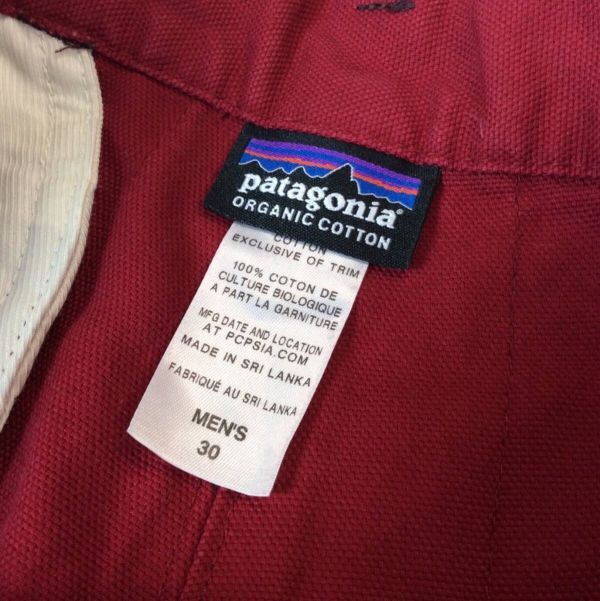 patagonia®
ORGANIC COTTON
COTTON
EXCLUSIVE OF TRIM
100% COTON DE
CULTURE BIOLOGIQUE
A PART LA GARNITURE
MFG DATE AND LOCATION
AT PCPSIA.COM
MADE IN SRI LANKA
FABRIQUÉ AU SRI LANKA
MEN'S
30